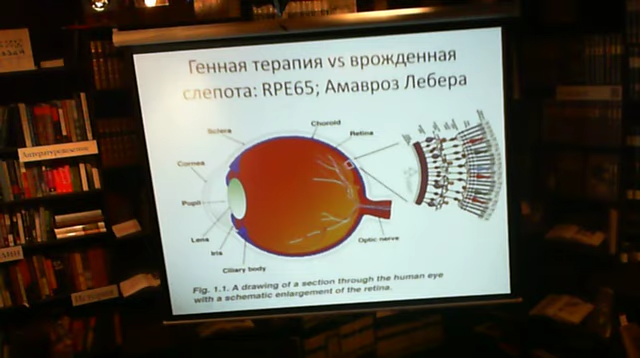 Генная терапия vs врожденная
слепота: RPE65; Амавроз Лебера
Sclera
Choroid
Retina
Cornea
Pupil
Lens
Iris
Ciliary body
Optic nerve
Fig. 1.1. A drawing of a section through the human eye
with a schematic enlargement of the retina.